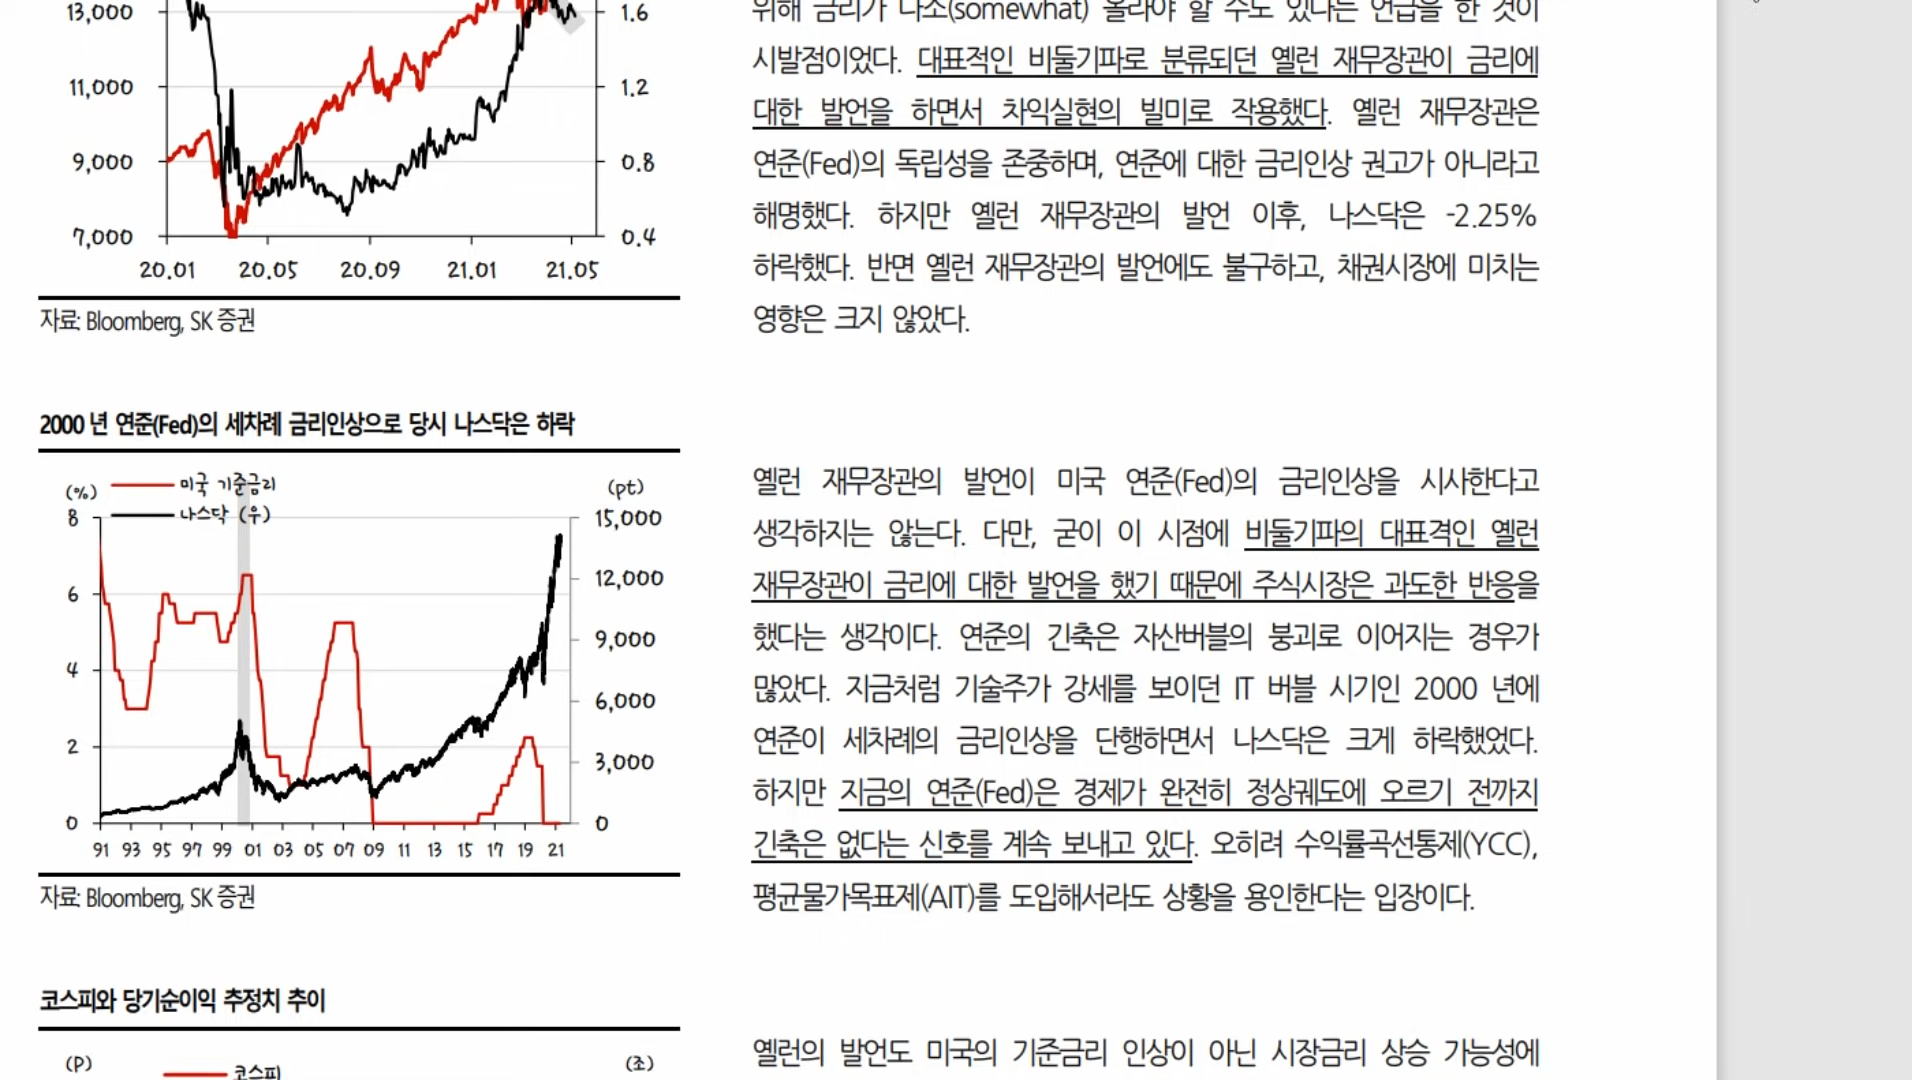 13,000
11,000
9,000
7,000
1.6
1.2
0.8
0.4
20.01 20.05 20.09 21.01 21.05
자료: Bloomberg, SK 증권
2000 년 연준(Fed)의 세차례 금리인상으로 당시 나스닥은 하락
(%)
미국 기준금리
나스닥 (우)
(pt)
8
6
4
2
0
15,000
12,000
9,000
6,000
3,000
0
91 93 95 97 99 01 03 05 07 09 11 13 15 17 19 21
자료: Bloomberg, SK 증권
코스피와 당기순이익 추정치 추이
(P)
코스피
(조)
위해 금리가 다소(somewhat) 올라야 할 수도 있다는 언급을 한 것이
시발점이었다. 대표적인 비둘기파로 분류되던 옐런 재무장관이 금리에
대한 발언을 하면서 차익실현의 빌미로 작용했다. 옐런 재무장관은
연준(Fed)의 독립성을 존중하며, 연준에 대한 금리인상 권고가 아니라고
해명했다. 하지만 옐런 재무장관의 발언 이후, 나스닥은 -2.25%
하락했다. 반면 옐런 재무장관의 발언에도 불구하고, 채권시장에 미치는
영향은 크지 않았다.
옐런 재무장관의 발언이 미국 연준(Fed)의 금리인상을 시사한다고
생각하지는 않는다. 다만, 굳이 이 시점에 비둘기파의 대표격인 옐런
재무장관이 금리에 대한 발언을 했기 때문에 주식시장은 과도한 반응을
했다는 생각이다. 연준의 긴축은 자산버블의 붕괴로 이어지는 경우가
많았다. 지금처럼 기술주가 강세를 보이던 IT 버블 시기인 2000 년에
연준이 세차례의 금리인상을 단행하면서 나스닥은 크게 하락했었다.
하지만 지금의 연준(Fed)은 경제가 완전히 정상궤도에 오르기 전까지
긴축은 없다는 신호를 계속 보내고 있다. 오히려 수익률곡선통제(YCC),
평균물가목표제(AIT)를 도입해서라도 상황을 용인한다는 입장이다.
옐런의 발언도 미국의 기준금리 인상이 아닌 시장금리 상승 가능성에